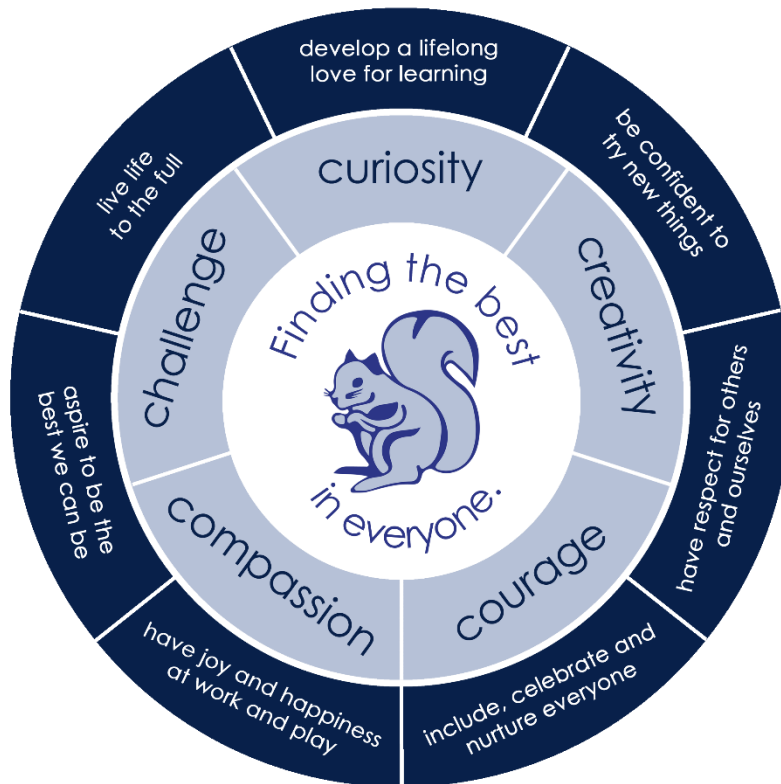 develop a lifelong
love for learning
be confident to
try new things
have respect for others
and ourselves
include, celebrate and
nurture everyone
have joy and happiness
at work and play
aspire to be the
best we can be
live life
to the full
curiosity
creativity
courage
compassion
challenge
Finding the best
in everyone.